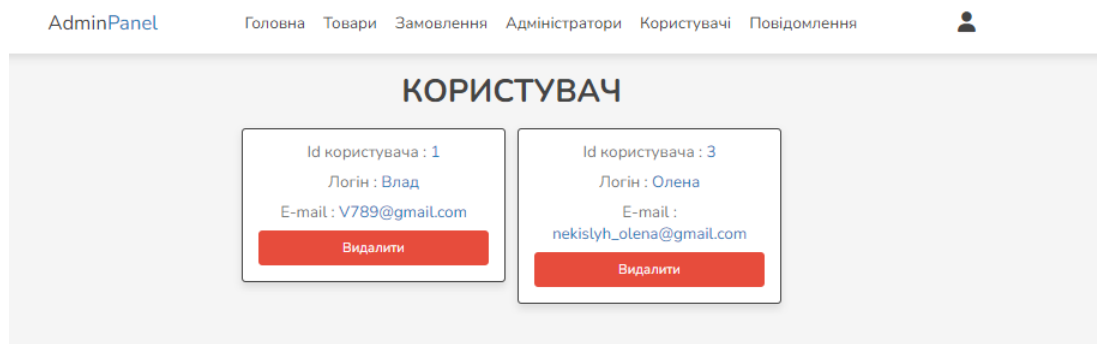 AdminPanel Головна Товари Замовлення Адміністратори Користувачі Повідомлення
КОРИСТУВАЧ
Id користувача : 1
Логін : Влад
E-mail : V789@gmail.com
Видалити
Id користувача : 3
Логін : Олена
E-mail :
nekislyh_olena@gmail.com
Видалити